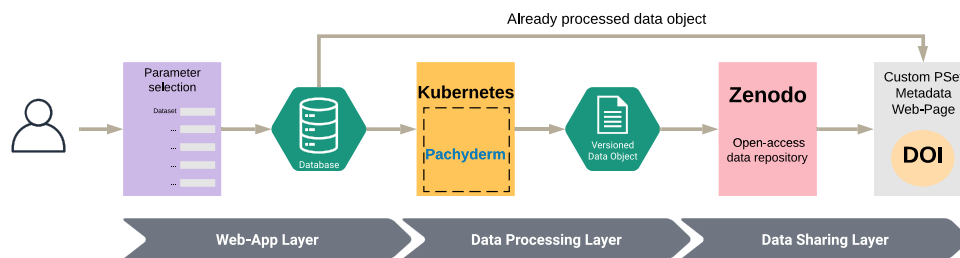 Already processed data object
Parameter
selection
Dataset
...
...
...
...
Database
Kubernetes
Pachyderm
Versioned
Data Object
Zenodo
Open-access
data repository
Custom PSet
Metadata
Web-Page
DOI
Web-App Layer
Data Processing Layer
Data Sharing Layer